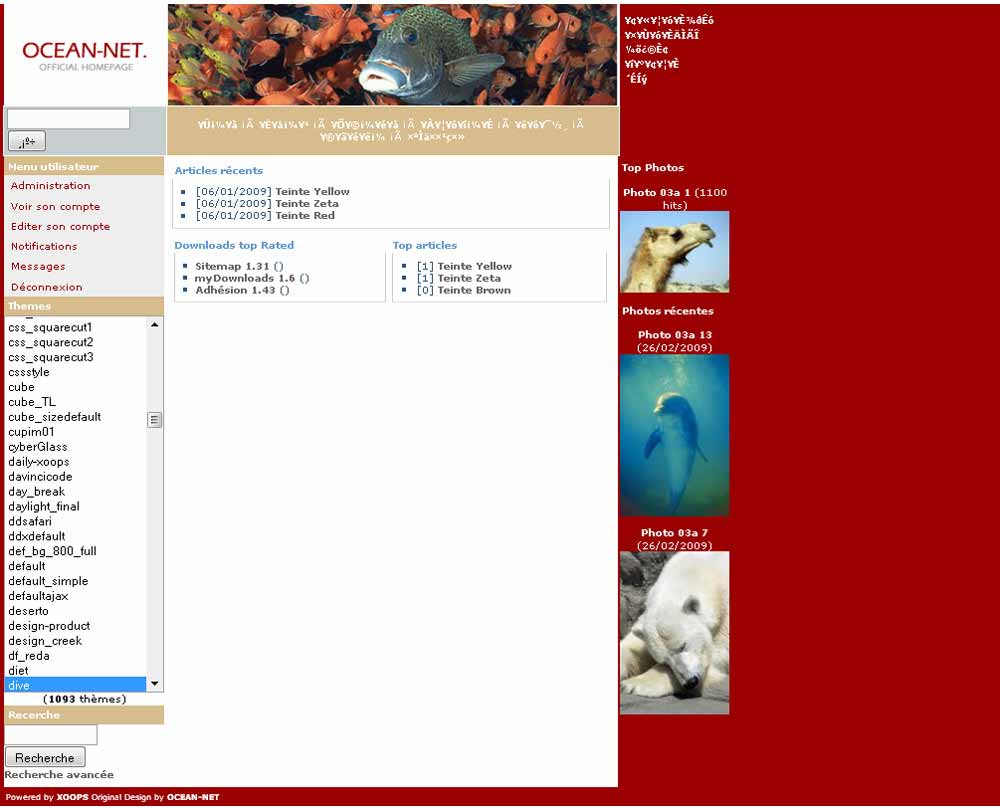 OCEAN-NET.
OFFICIAL HOMEPAGE
Menu utilisateur
Administration
Voir son compte
Editer son compte
Notifications
Messages
Déconnexion
Themes
css_squarecut1
css_squarecut2
css_squarecut3
cssstyle
cube
cube_TL
cube_sizedefault
cupim01
cyberGlass
daily-xoops
davincicode
day_break
daylight_final
ddsafari
ddxdefault
def_bg_800_full
default
default_simple
defaultajax
deserto
design-product
design_creek
df_reda
diet
dive
(1093 thèmes)
Recerche
Recherche
Recherche avancée
Articles récents
[06/01/2009] Teinte Yellow
[06/01/2009] Teinte Zeta
[06/01/2009] Teinte Red
Downloads top Rated
Sitemap 1.31 ()
myDownloads 1.6 ()
Adhésion 1.43 ()
Top articles
[1] Teinte Yellow
[1] Teinte Zeta
[0] Teinte Brown
Top Photos
Photo 03a 1 (1100
hits)
Photos récentes
Photo 03a 13
(26/02/2009)
Photo 03a 7
(26/02/2009)
Powered by XOOPS Original Design by OCEAN-NET